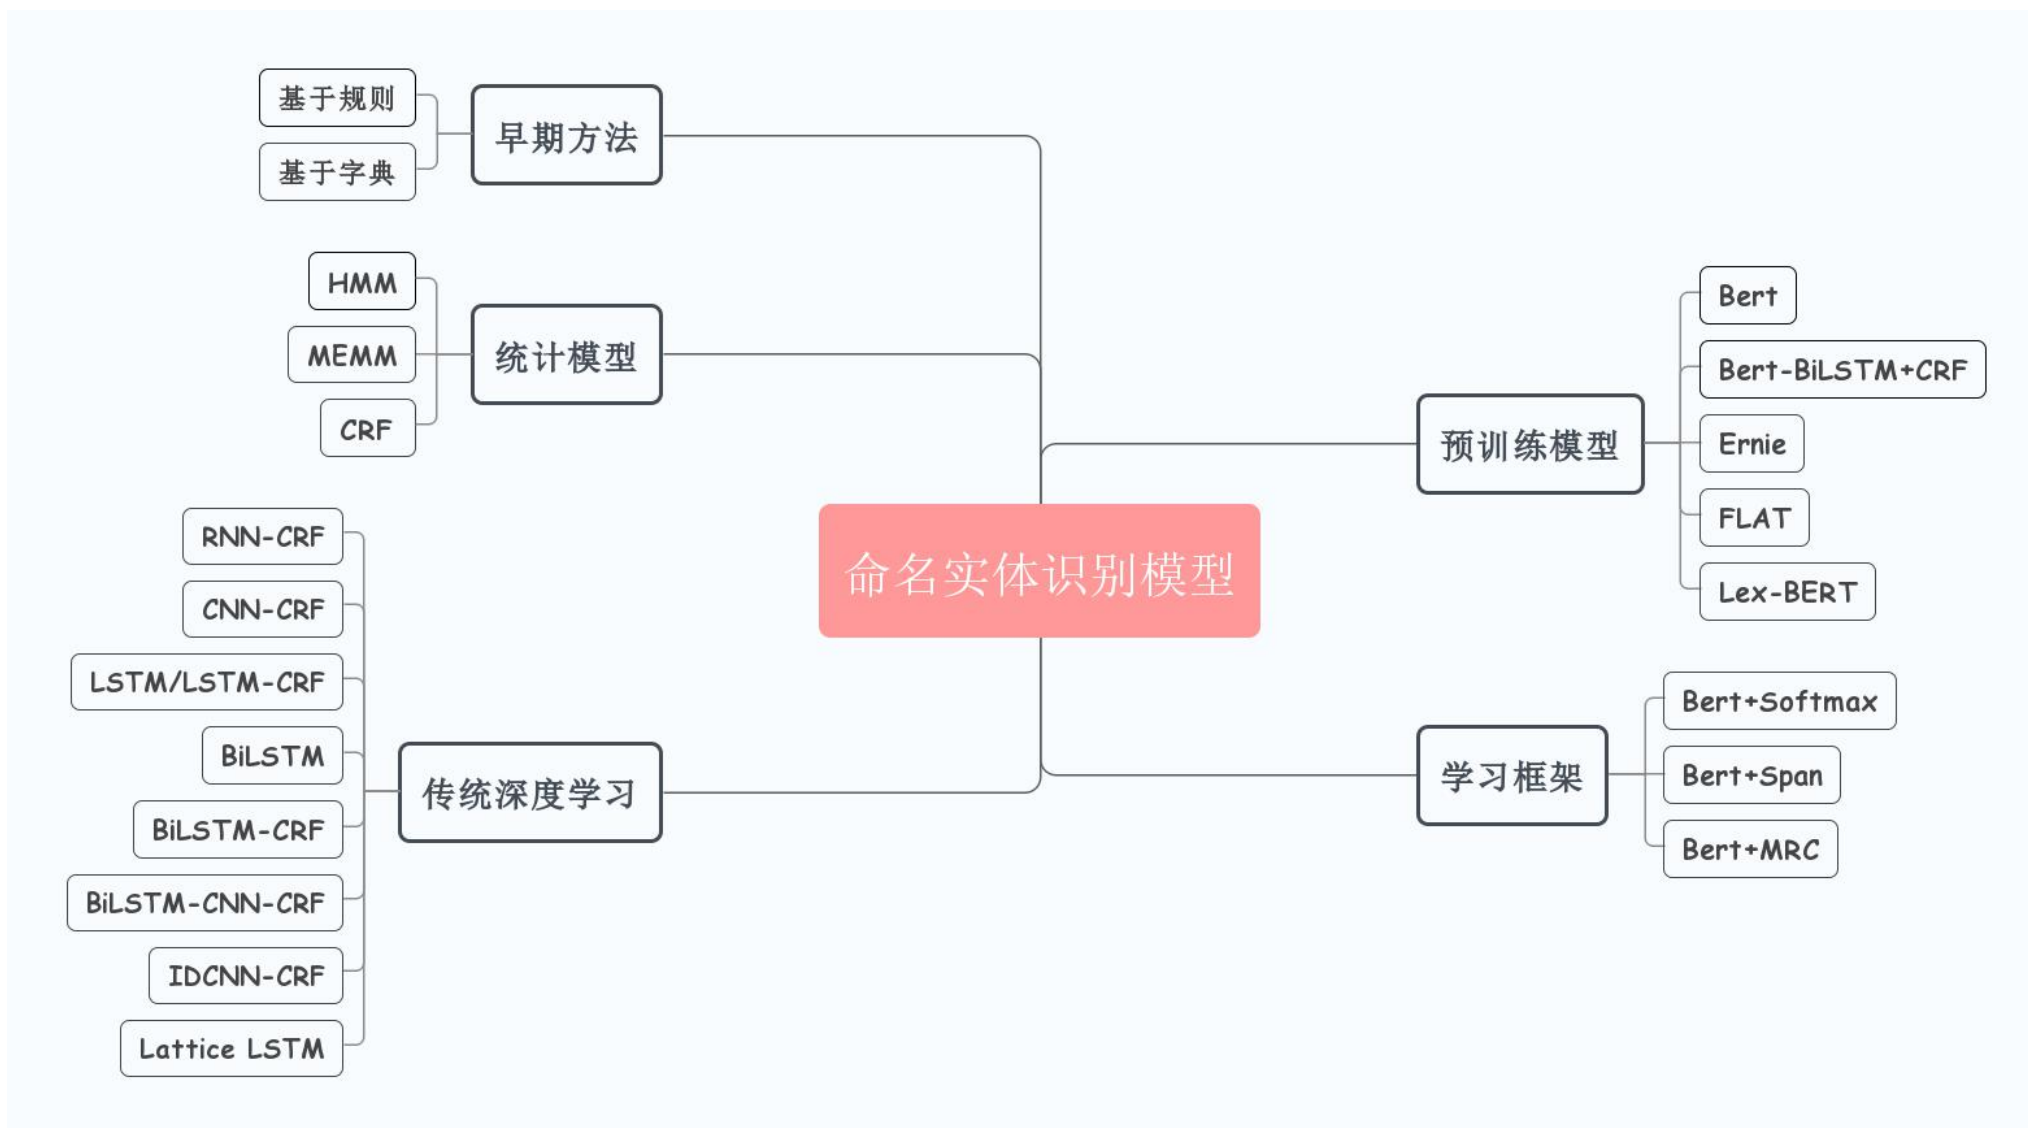 命名实体识别模型
早期方法
基于规则
基于字典
统计模型
HMM
MEMM
CRF
传统深度学习
RNN-CRF
CNN-CRF
LSTM/LSTM-CRF
BiLSTM
BiLSTM-CRF
BiLSTM-CNN-CRF
IDCNN-CRF
Lattice LSTM
预训练模型
Bert
Bert-BiLSTM+CRF
Ernie
FLAT
Lex-BERT
学习框架
Bert+Softmax
Bert+Span
Bert+MRC